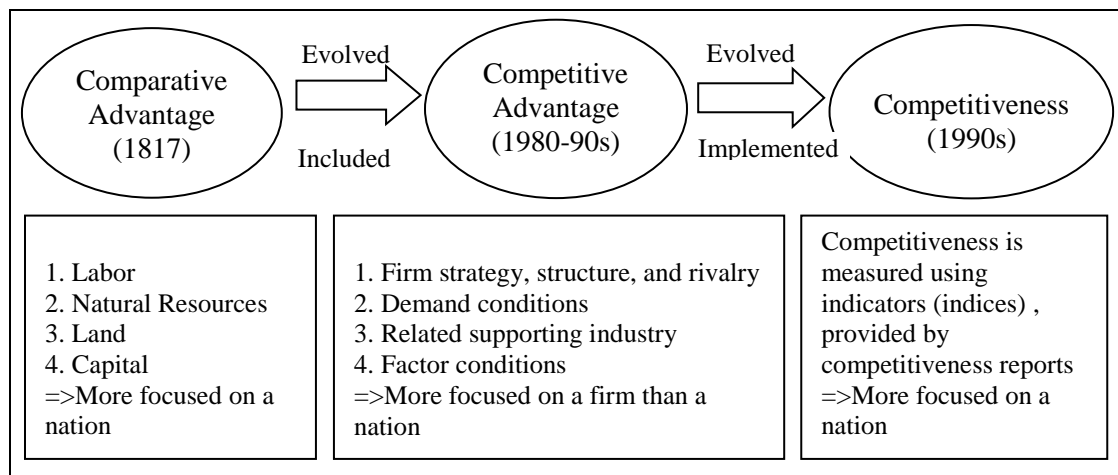 Comparative
Advantage
(1817)
Evolved
Included
Competitive
Advantage
(1980-90s)
Evolved
Implemented
Competitiveness
(1990s)
1. Labor
2. Natural Resources
3. Land
4. Capital
=>More focused on a
nation
1. Firm strategy, structure, and rivalry
2. Demand conditions
3. Related supporting industry
4. Factor conditions
=>More focused on a firm than a
nation
Competitiveness is
measured using
indicators (indices) ,
provided by
competitiveness reports
=>More focused on a
nation